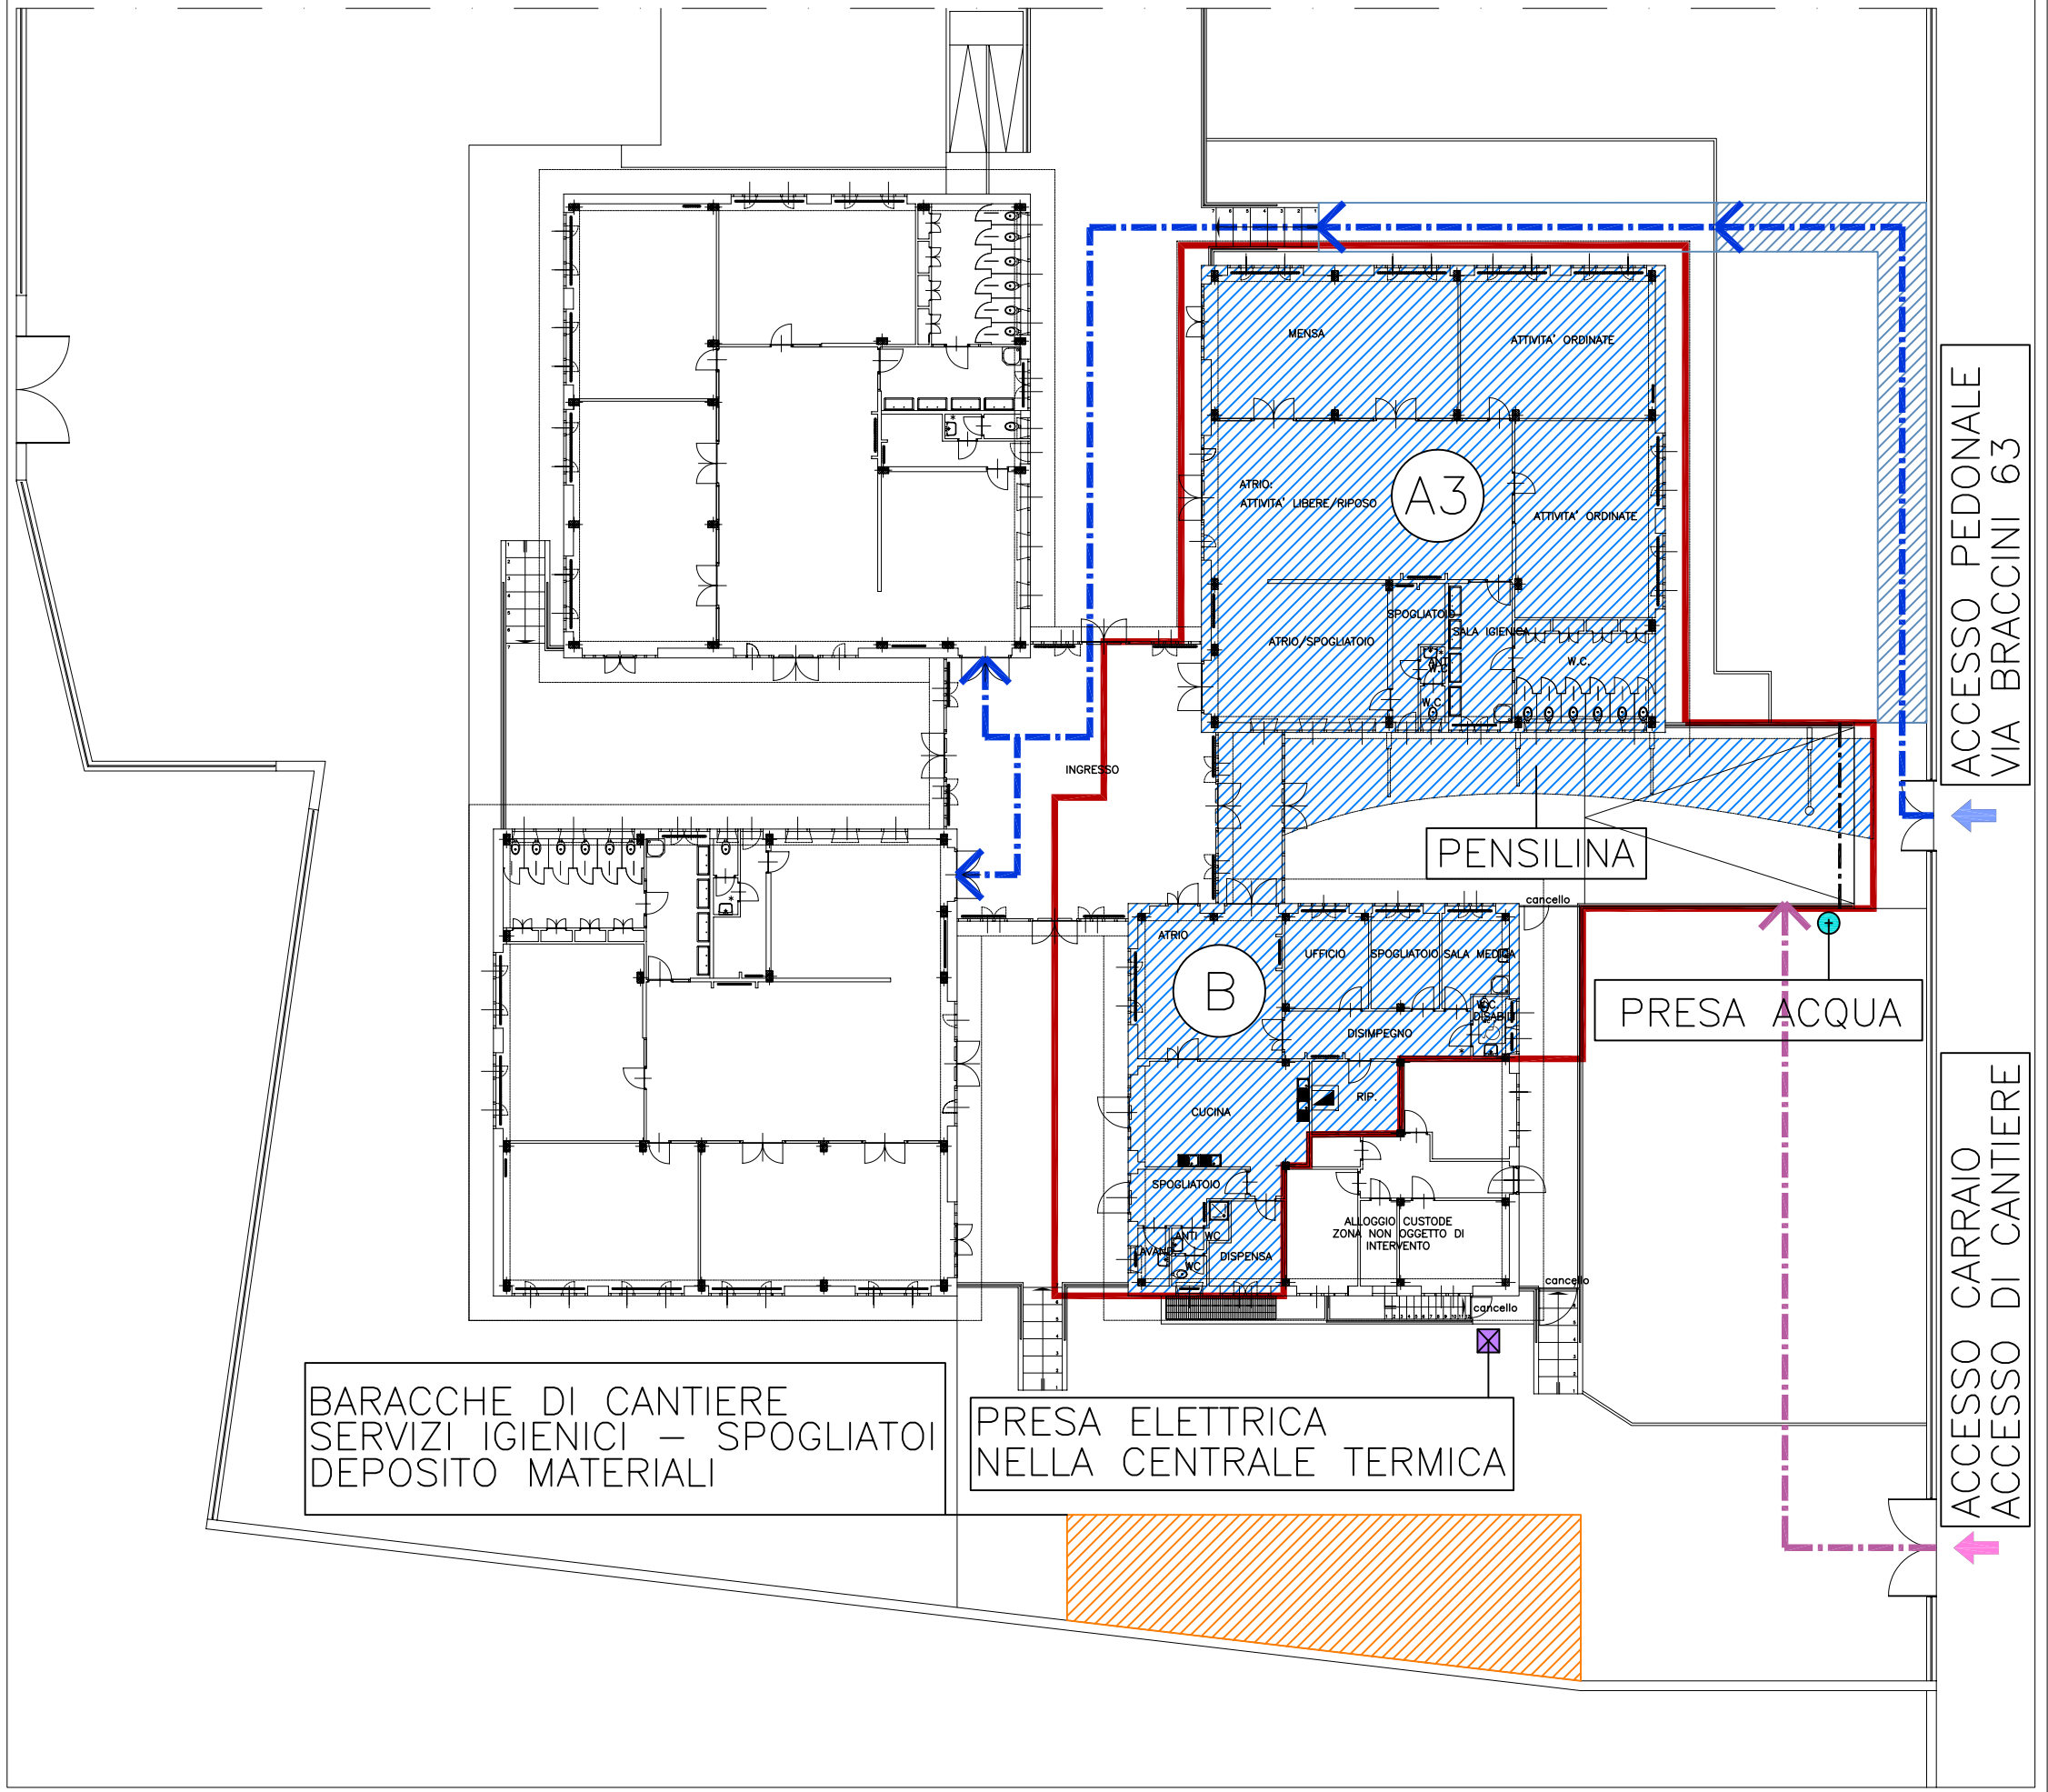 MENSA
ATTIVITA' ORDINATE
ATRIO:
ATTIVITA' LIBERE/RIPOSO
A3
ATTIVITA' ORDINATE
SPOGLIATOIO
SALA IGIENICA
ATRIO/SPOGLIATOIO
W.C.
ANTI
W.C.
W.C.
INGRESSO
PENSILINA
ACCESSO PEDONALE
VIA BRACCINI 63
cancello
ATRIO
UFFICIO
SPOGLIATOIO
SALA MEDICA
B
W.C.
DISABILI
DISIMPEGNO
PRESA ACQUA
CUCINA
RIP.
SPOGLIATOIO
ANTI WC
LAVAND.
WC
DISPENSA
ALLOGGIO CUSTODE
ZONA NON OGGETTO DI
INTERVENTO
cancello
cancello
ACCESSO CARRAIO
ACCESSO DI CANTIERE
BARACCHE DI CANTIERE
SERVIZI IGIENICI – SPOGLIATOI
DEPOSITO MATERIALI
PRESA ELETTRICA
NELLA CENTRALE TERMICA